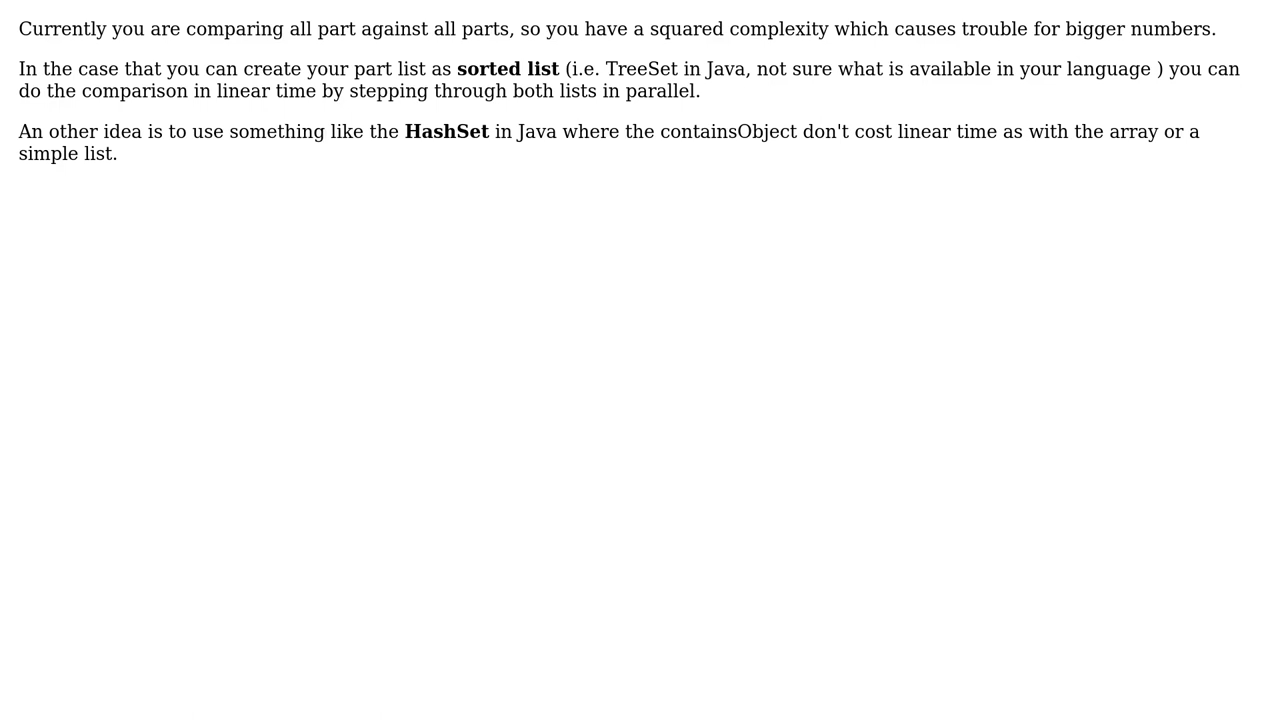 Currently you are comparing all part against all parts, so you have a squared complexity which causes trouble for bigger numbers.
In the case that you can create your part list as sorted list (i.e. TreeSet in Java, not sure what is available in your language ) you can
do the comparison in linear time by stepping through both lists in parallel.
An other idea is to use something like the HashSet in Java where the containsObject don't cost linear time as with the array or a
simple list.